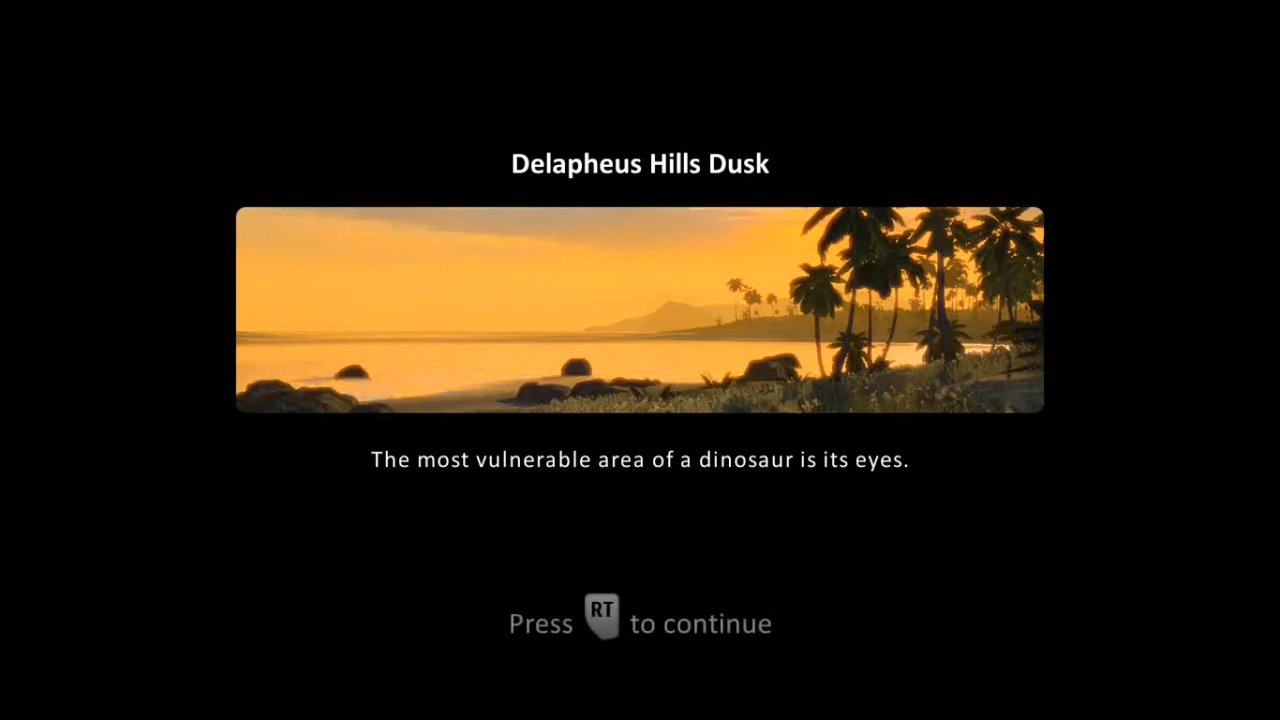 Delapheus Hills Dusk
The most vulnerable area of a dinosaur is its eyes.
Press RT to continue